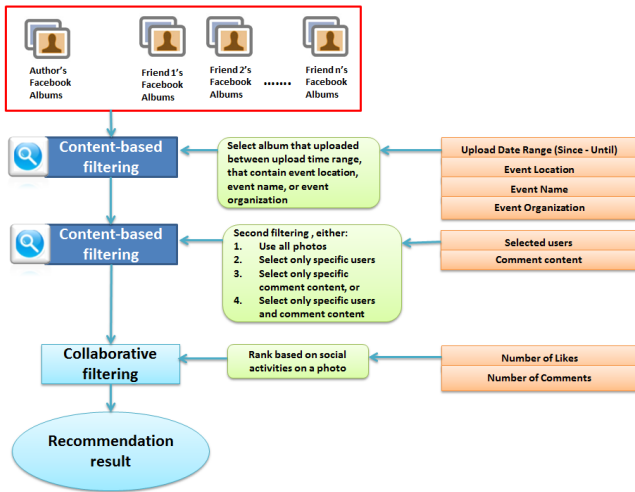 Author's
Facebook
Albums
Friend 1's
Facebook
Albums
Friend 2's
Facebook
Albums
.......
Friend n's
Facebook
Albums
Content-based
filtering
Select album that uploaded
between upload time range,
that contain event location,
event name, or event
organization
Upload Date Range (Since - Until)
Event Location
Event Name
Event Organization
Content-based
filtering
Second filtering , either:
1. Use all photos
2. Select only specific users
3. Select only specific
comment content, or
4. Select only specific users
and comment content
Selected users
Comment content
Collaborative
filtering
Rank based on social
activities on a photo
Number of Likes
Number of Comments
Recommendation
result